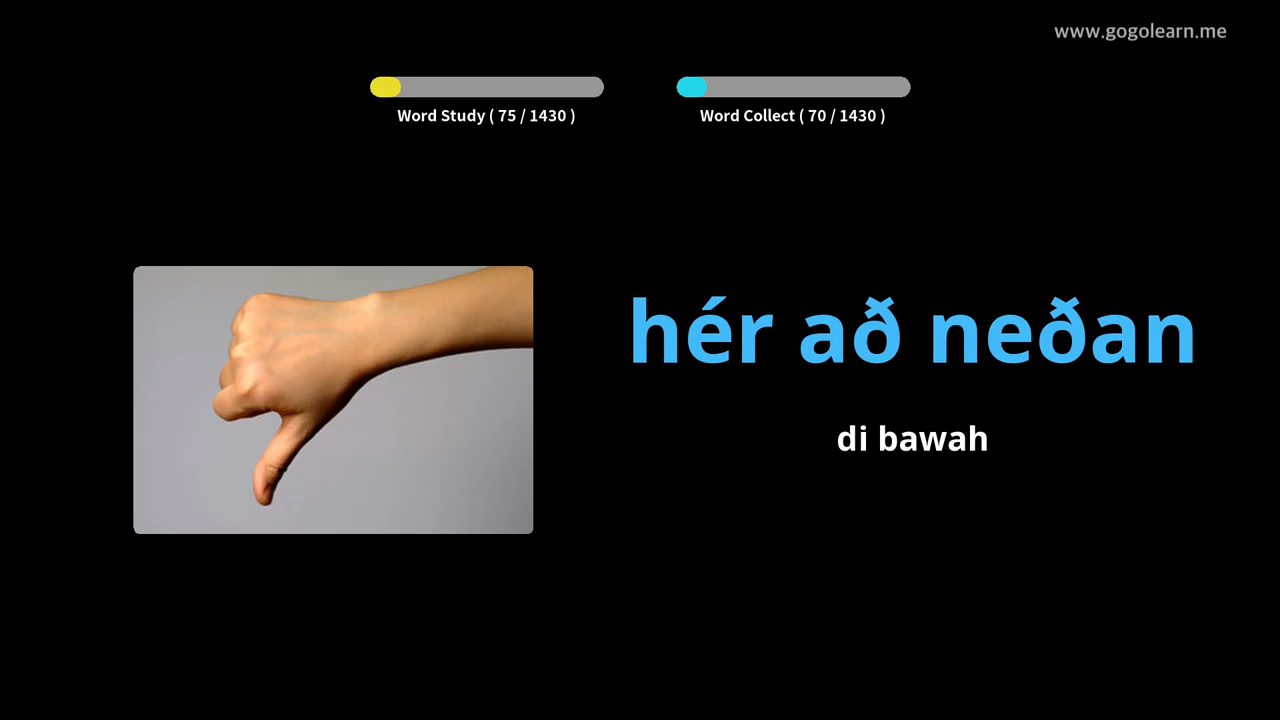 www.gogolearn.me
Word Study ( 75 / 1430 )
Word Collect ( 70 / 1430 )
hér að neðan
di bawah